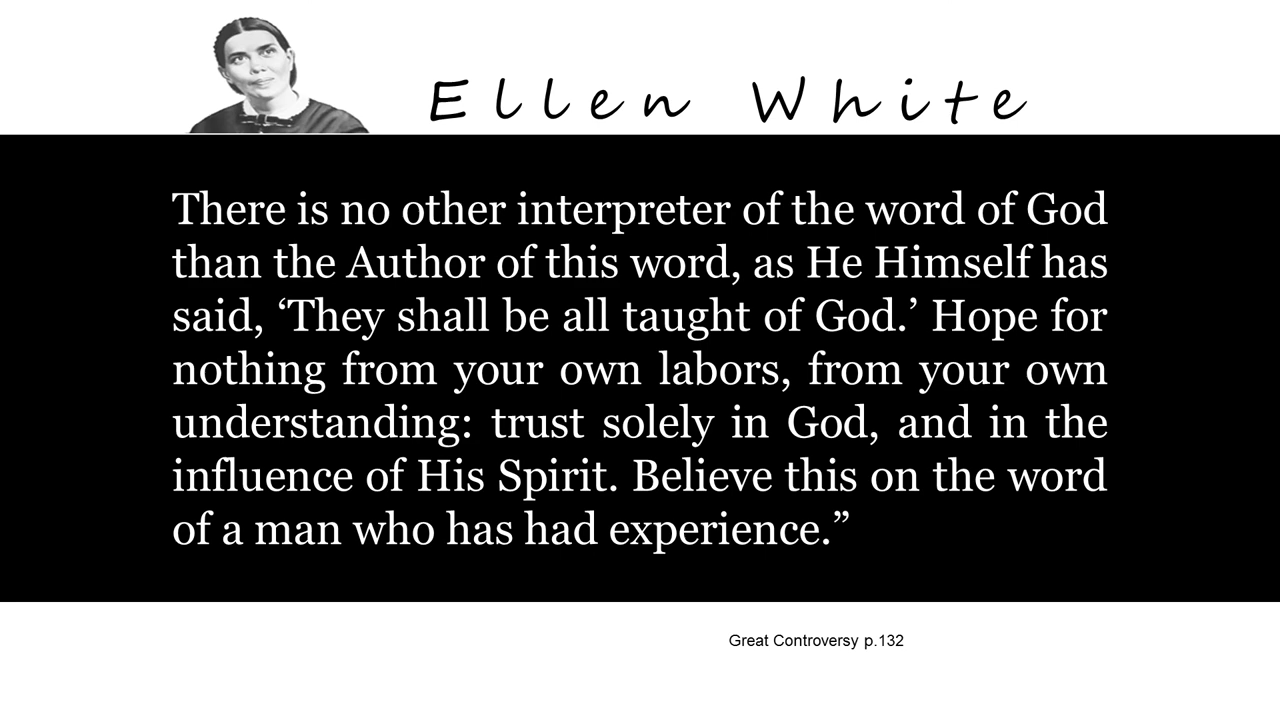 Ellen White
There is no other interpreter of the word of God
than the Author of this word, as He Himself has
said, ‘They shall be all taught of God.’ Hope for
nothing from your own labors, from your own
understanding: trust solely in God, and in the
influence of His Spirit. Believe this on the word
of a man who has had experience.”
Great Controversy p.132